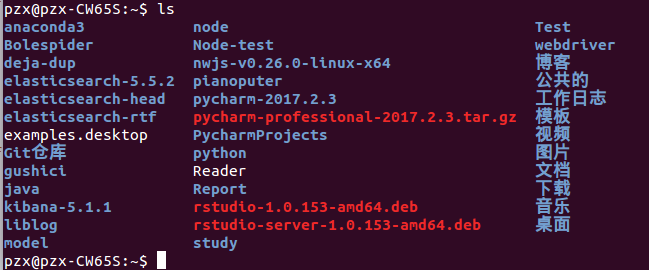 pzx@pzx-CW65S:~$ ls
anaconda3 node Test
Bolespider Node-test webdriver
deja-dup nwjs-v0.26.0-linux-x64 博客
elasticsearch-5.5.2 pianoputer 公共的
elasticsearch-head pycharm-2017.2.3 工作日志
elasticsearch-rtf pycharm-professional-2017.2.3.tar.gz 模板
examples.desktop PycharmProjects 视频
Git仓库 python 图片
gushici Reader 文档
java Report 下载
kibana-5.1.1 rstudio-1.0.153-amd64.deb 音乐
liblog rstudio-server-1.0.153-amd64.deb 桌面
model study
pzx@pzx-CW65S:~$